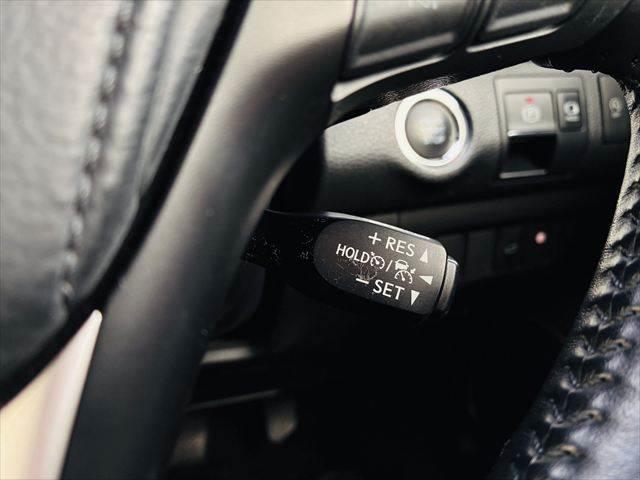 + RES
HOLD /
− SET